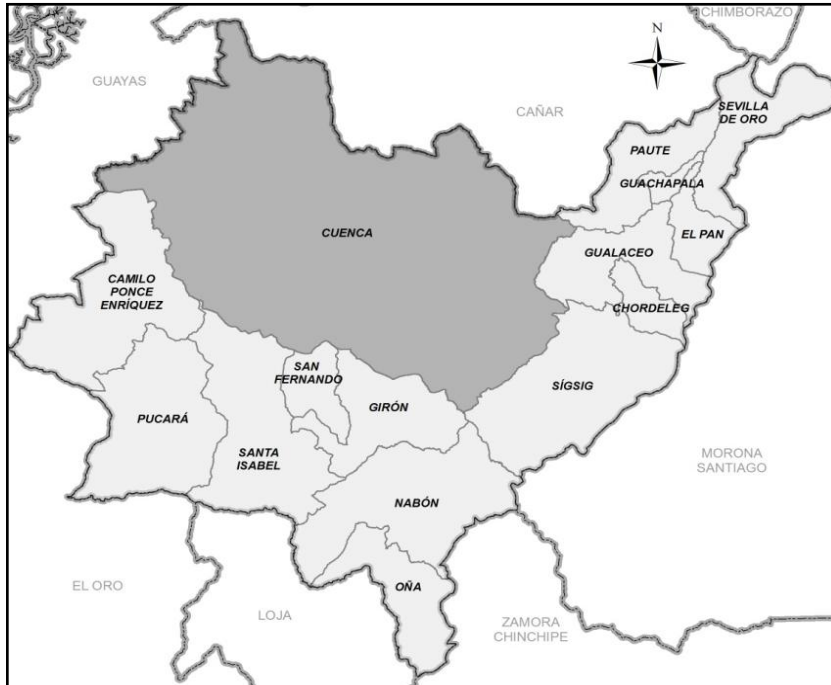 CHIMBORAZO
N
GUAYAS
CAÑAR
SEVILLA
DE ORO
PAUTE
GUACHAPALA
CUENCA
EL PAN
GUALACEO
CAMILO
PONCE
ENRÍQUEZ
CHORDELEG
SAN
FERNANDO
SÍGSIG
GIRÓN
PUCARÁ
SANTA
ISABEL
MORONA
SANTIAGO
NABÓN
EL ORO
OÑA
LOJA
ZAMORA
CHINCHIPE